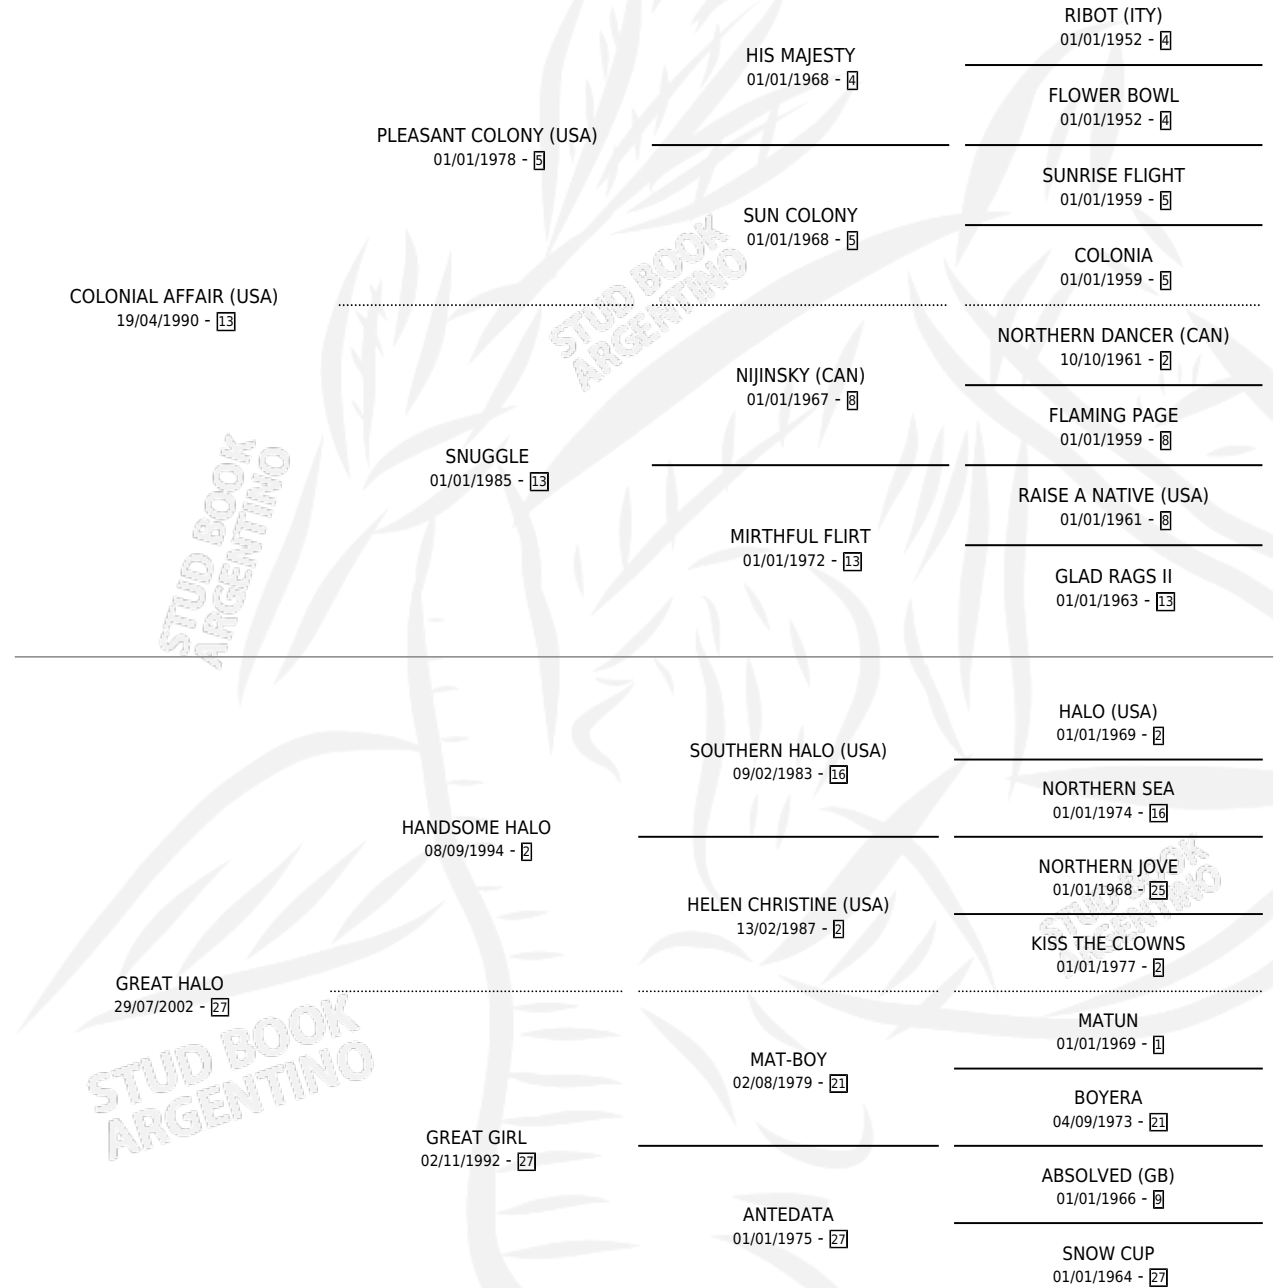 RIBOT (ITY)
01/01/1952 - 4
HIS MAJESTY
01/01/1968 - 4
FLOWER BOWL
01/01/1952 - 4
PLEASANT COLONY (USA)
01/01/1978 - 5
SUNRISE FLIGHT
01/01/1959 - 5
SUN COLONY
01/01/1968 - 5
COLONIA
01/01/1959 - 5
COLONIAL AFFAIR (USA)
19/04/1990 - 13
NORTHERN DANCER (CAN)
10/10/1961 - 2
NIJINSKY (CAN)
01/01/1967 - 8
FLAMING PAGE
01/01/1959 - 8
SNUGGLE
01/01/1985 - 13
RAISE A NATIVE (USA)
01/01/1961 - 8
MIRTHFUL FLIRT
01/01/1972 - 13
GLAD RAGS II
01/01/1963 - 13
HALO (USA)
01/01/1969 - 2
SOUTHERN HALO (USA)
09/02/1983 - 16
NORTHERN SEA
01/01/1974 - 16
HANDSOME HALO
08/09/1994 - 2
NORTHERN JOVE
01/01/1968 - 25
HELEN CHRISTINE (USA)
13/02/1987 - 2
KISS THE CLOWNS
01/01/1977 - 2
GREAT HALO
29/07/2002 - 27
MATUN
01/01/1969 - 1
MAT-BOY
02/08/1979 - 21
BOYERA
04/09/1973 - 21
GREAT GIRL
02/11/1992 - 27
ABSOLVED (GB)
01/01/1966 - 9
ANTEDATA
01/01/1975 - 27
SNOW CUP
01/01/1964 - 27
STUD BOOK
ARGENTINO
STUD BOOK
ARGENTINO
STUD BOOK
ARGENTINO
STUD BOOK
ARGENTINO